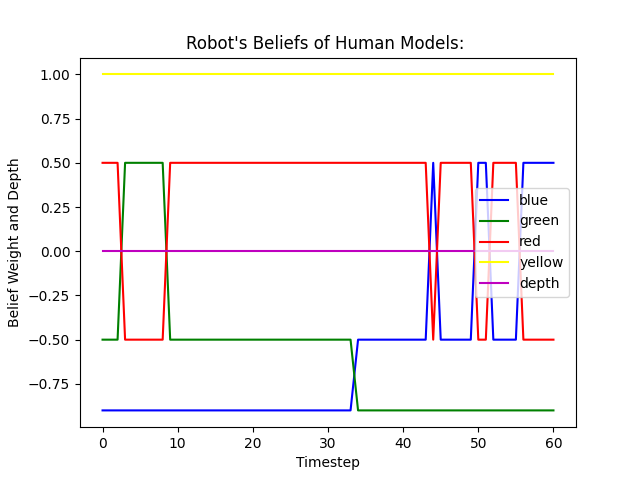 Robot's Beliefs of Human Models:
Belief Weight and Depth
1.00
0.75
0.50
0.25
0.00
−0.25
−0.50
−0.75
blue
green
red
yellow
depth
0 10 20 30 40 50 60
Timestep